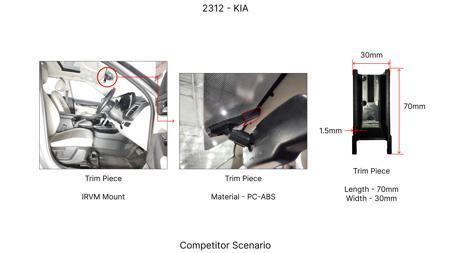 2312 - KIA
30mm
70mm
1.5mm
Trim Piece
IRVM Mount
Trim Piece
Material - PC-ABS
Trim Piece
Length - 70mm
Width - 30mm
Competitor Scenario